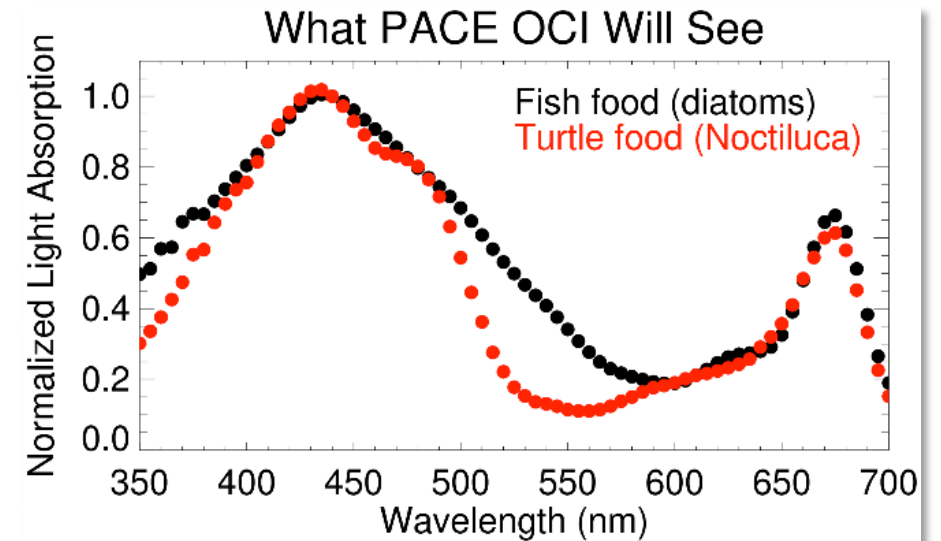 What PACE OCI Will See
Normalized Light Absorption
1.0
0.8
0.6
0.4
0.2
0.0
Fish food (diatoms)
Turtle food (Noctiluca)
350 400 450 500 550 600 650 700
Wavelength (nm)